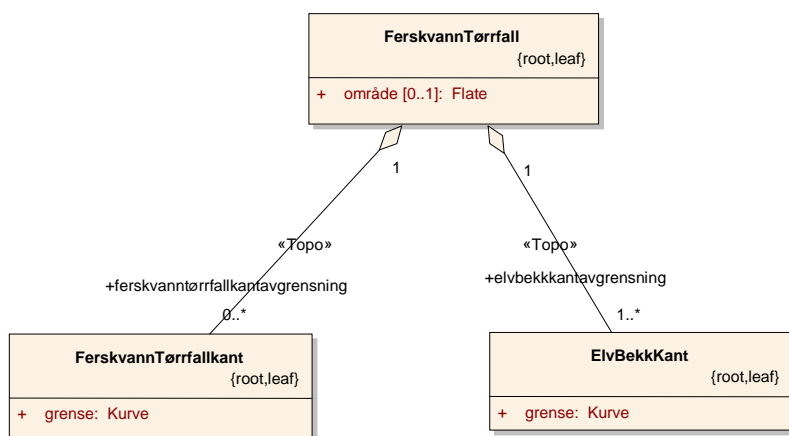 FerskvannTørrfall
{root,leaf}
+ område [0..1]: Flate
1
1
«Topo»
«Topo»
+ferskvanntørrfallkantavgrensning
+elvbekkkantavgrensning
0..*
1..*
FerskvannTørrfallkant
{root,leaf}
+ grense: Kurve
ElvBekkKant
{root,leaf}
+ grense: Kurve